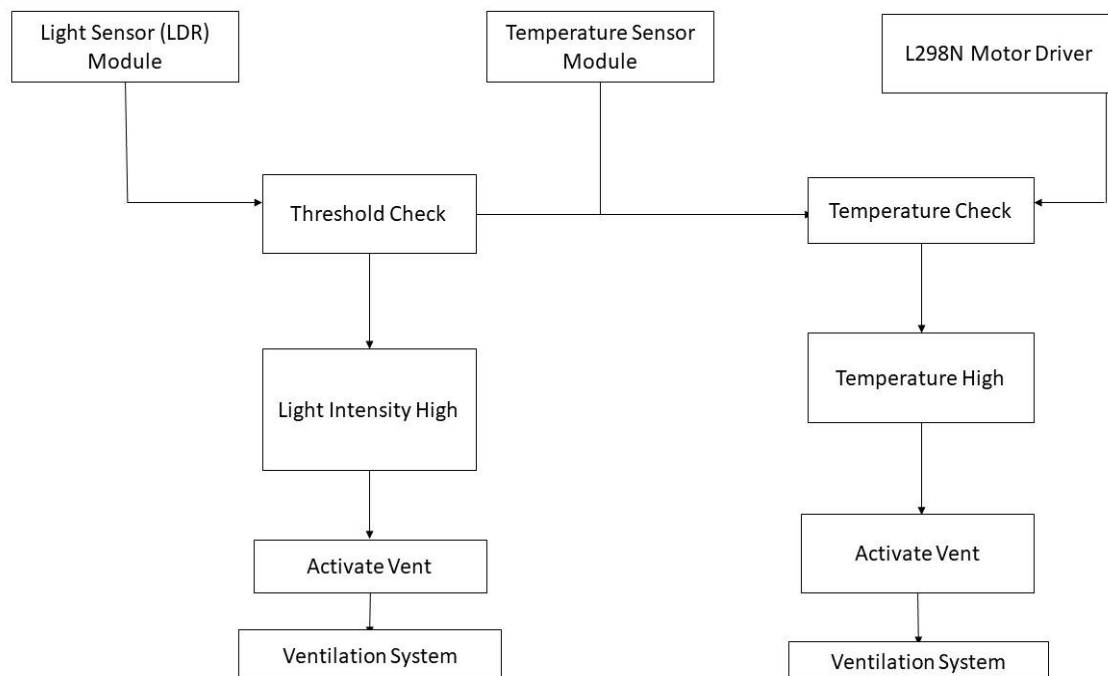 Light Sensor (LDR)
Module
Temperature Sensor
Module
L298N Motor Driver
Threshold Check
Temperature Check
Light Intensity High
Temperature High
Activate Vent
Activate Vent
Ventilation System
Ventilation System